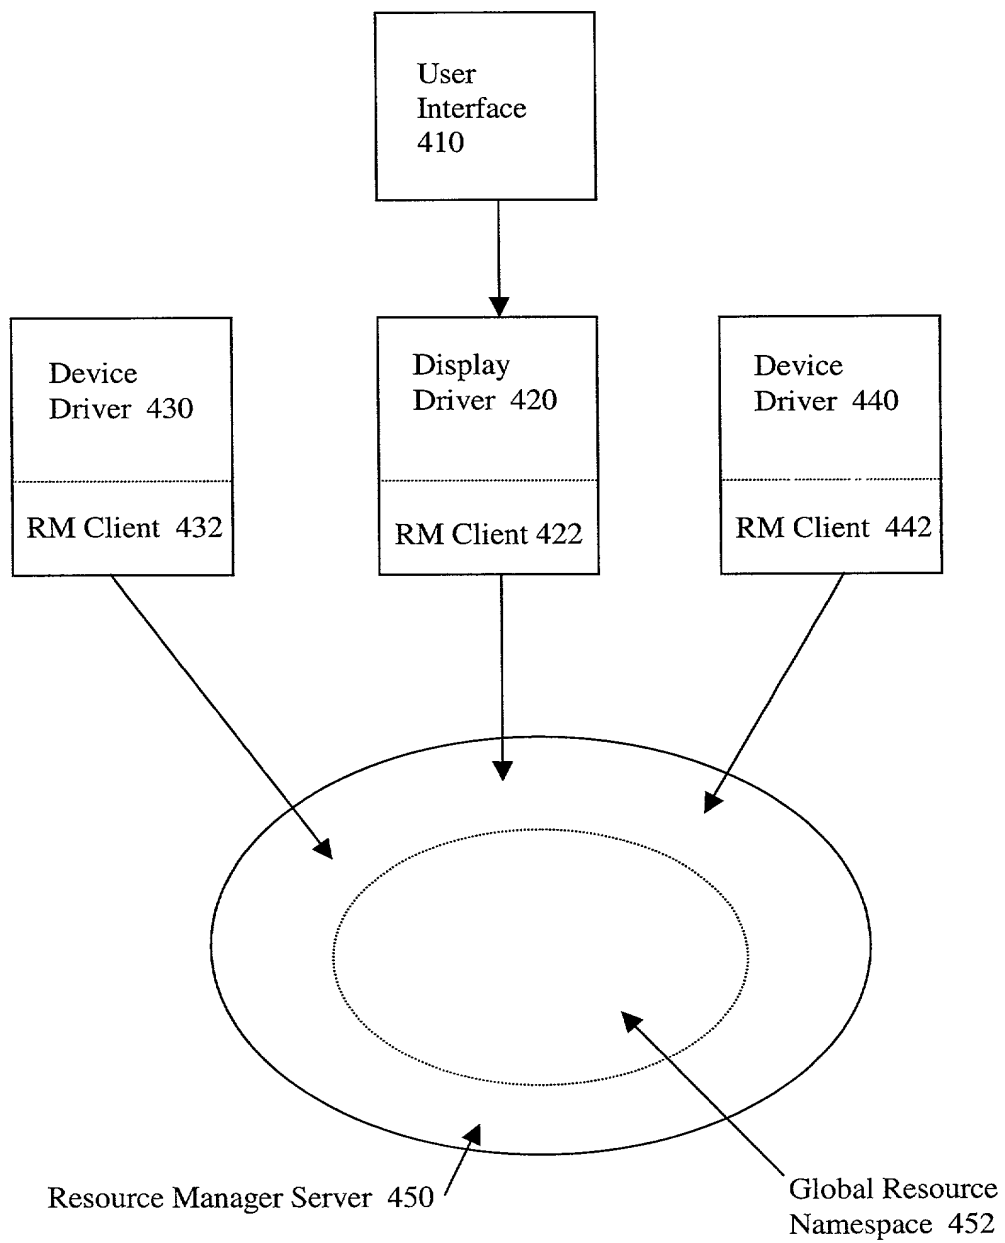 User
Interface
410
Device
Driver 430
Display
Driver 420
Device
Driver 440
RM Client 432
RM Client 422
RM Client 442
Resource Manager Server 450
Global Resource
Namespace 452